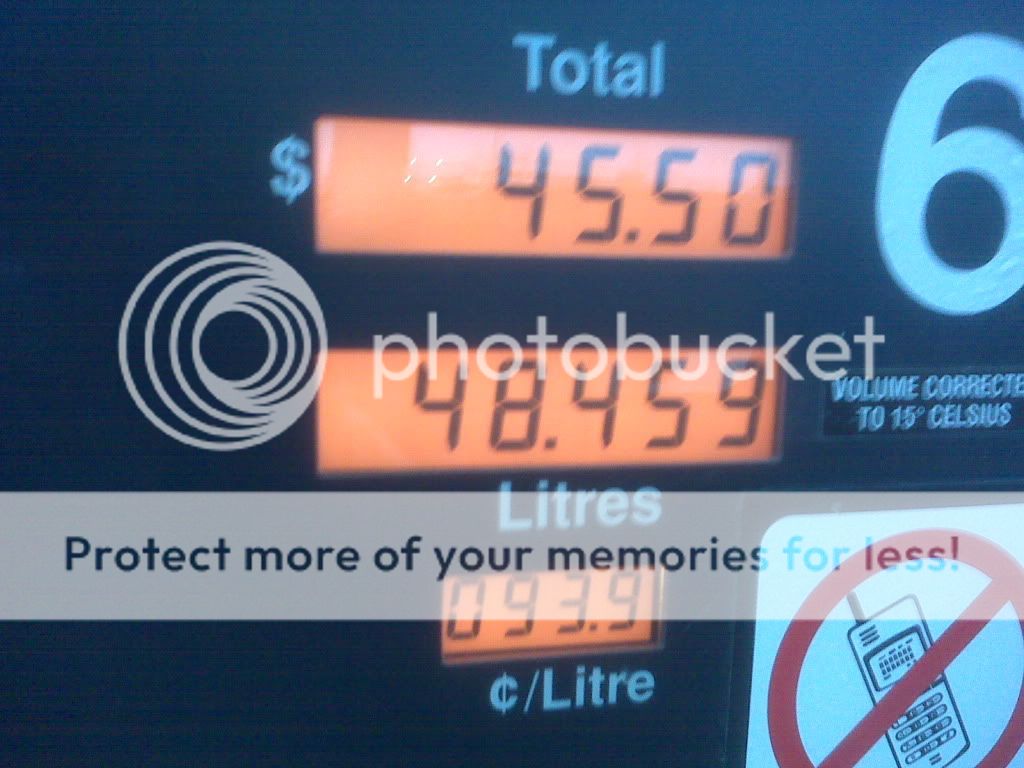 Total
6
$ 45.50
photobucket
48.459
VOLUME CORRECTE
TO 15° CELSIUS
Litres
Protect more of your memories for less!
093.9
¢/Litre